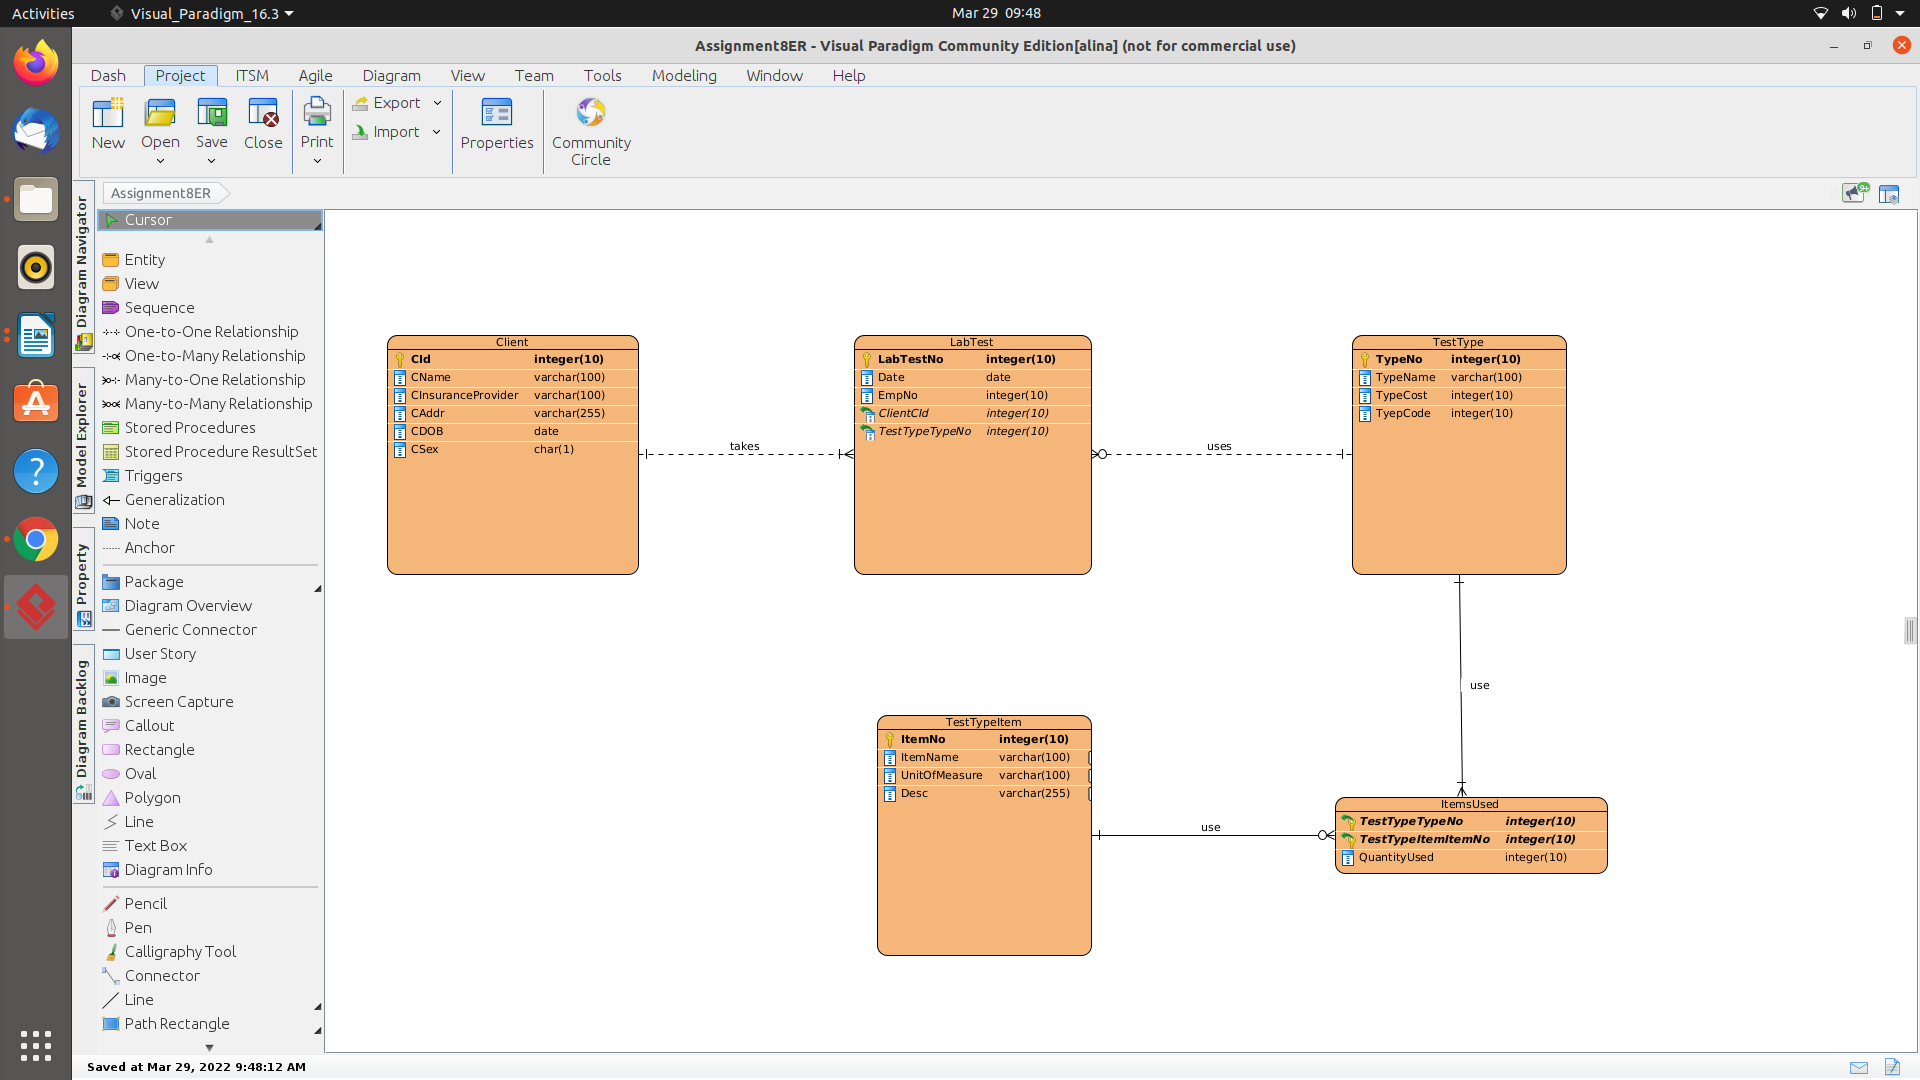 Activities Visual_Paradigm_16.3 Mar 29 09:48
Assignment8ER - Visual Paradigm Community Edition[alina] (not for commercial use)
Dash Project ITSM Agile Diagram View Team Tools Modeling Window Help
New Open Save Close Print Export Import Properties Community Circle
Assignment8ER
Diagram Navigator
Model Explorer
Property
Diagram Backlog
Cursor
Entity
View
Sequence
One-to-One Relationship
One-to-Many Relationship
Many-to-One Relationship
Many-to-Many Relationship
Stored Procedures
Stored Procedure ResultSet
Triggers
Generalization
Note
Anchor
Package
Diagram Overview
Generic Connector
User Story
Image
Screen Capture
Callout
Rectangle
Oval
Polygon
Line
Text Box
Diagram Info
Pencil
Pen
Calligraphy Tool
Connector
Line
Path Rectangle
Client
CId integer(10)
CName varchar(100)
CInsuranceProvider varchar(100)
CAddr varchar(255)
CDOB date
CSex char(1)
takes
LabTest
LabTestNo integer(10)
Date date
EmpNo integer(10)
ClientCId integer(10)
TestTypeTypeNo integer(10)
uses
TestType
TypeNo integer(10)
TypeName varchar(100)
TypeCost integer(10)
TyepCode integer(10)
use
TestTypeItem
ItemNo integer(10)
ItemName varchar(100)
UnitOfMeasure varchar(100)
Desc varchar(255)
use
ItemsUsed
TestTypeTypeNo integer(10)
TestTypeItemItemNo integer(10)
QuantityUsed integer(10)
Saved at Mar 29, 2022 9:48:12 AM